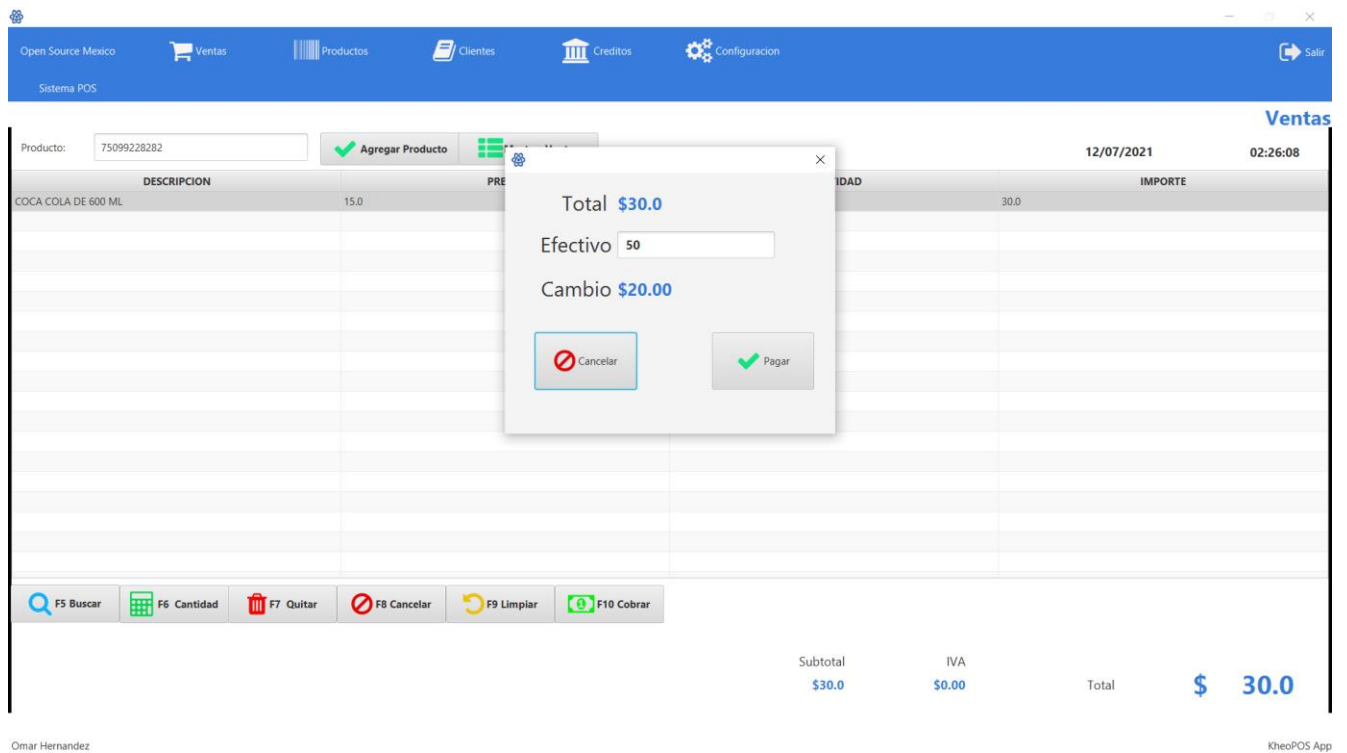 Open Source Mexico
Ventas
Productos
Clientes
Creditos
Configuracion
Salir
Sistema POS
Ventas
Producto:
75099228282
Agregar Producto
12/07/2021
02:26:08
DESCRIPCION
IMPORTE
COCA COLA DE 600 ML
15.0
30.0
Total $30.0
Efectivo 50
Cambio $20.00
Cancelar
Pagar
F5 Buscar
F6 Cantidad
F7 Quitar
F8 Cancelar
F9 Limpiar
F10 Cobrar
Subtotal
IVA
$30.0
$0.00
Total
$ 30.0
Omar Hernandez
KheoPOS App